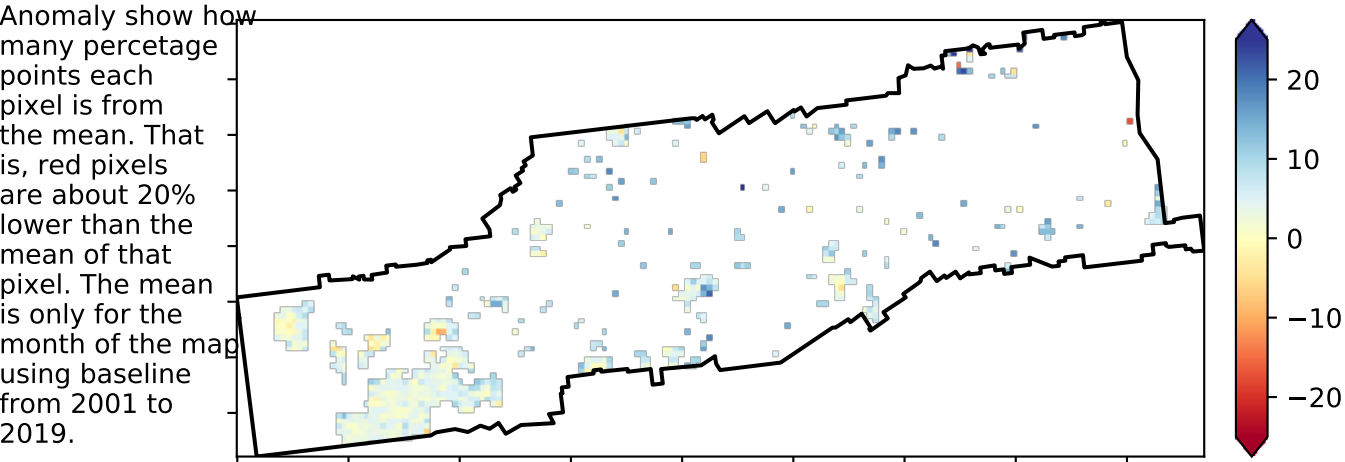 Anomaly show how
many percetage
points each
pixel is from
the mean. That
is, red pixels
are about 20%
lower than the
mean of that
pixel. The mean
is only for the
month of the map
using baseline
from 2001 to
2019.
20
10
0
−10
−20